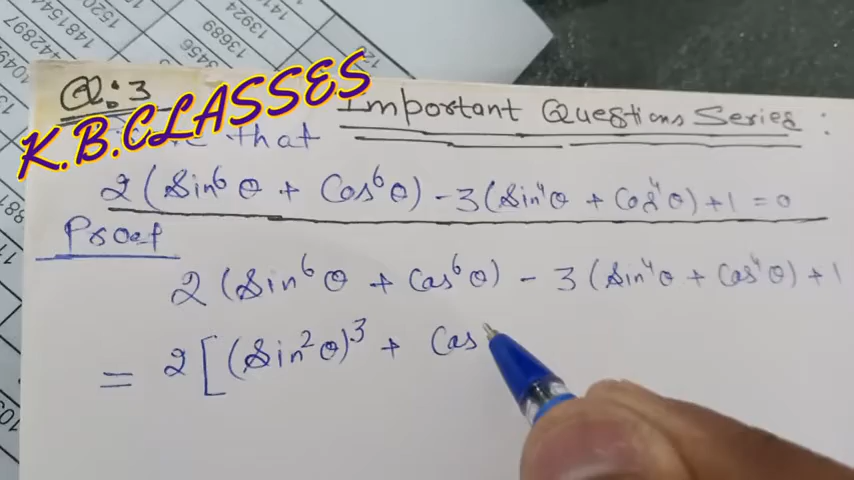 Q:3
K.B.CLASSES
Important Questions Series:
that
2(Sin⁶θ + Cos⁶θ) - 3(Sin⁴θ + Cos⁴θ) + 1 = 0
Proof
2(Sin⁶θ + Cos⁶θ) - 3(Sin⁴θ + Cos⁴θ) + 1
= 2[(Sin²θ)³ + Cos